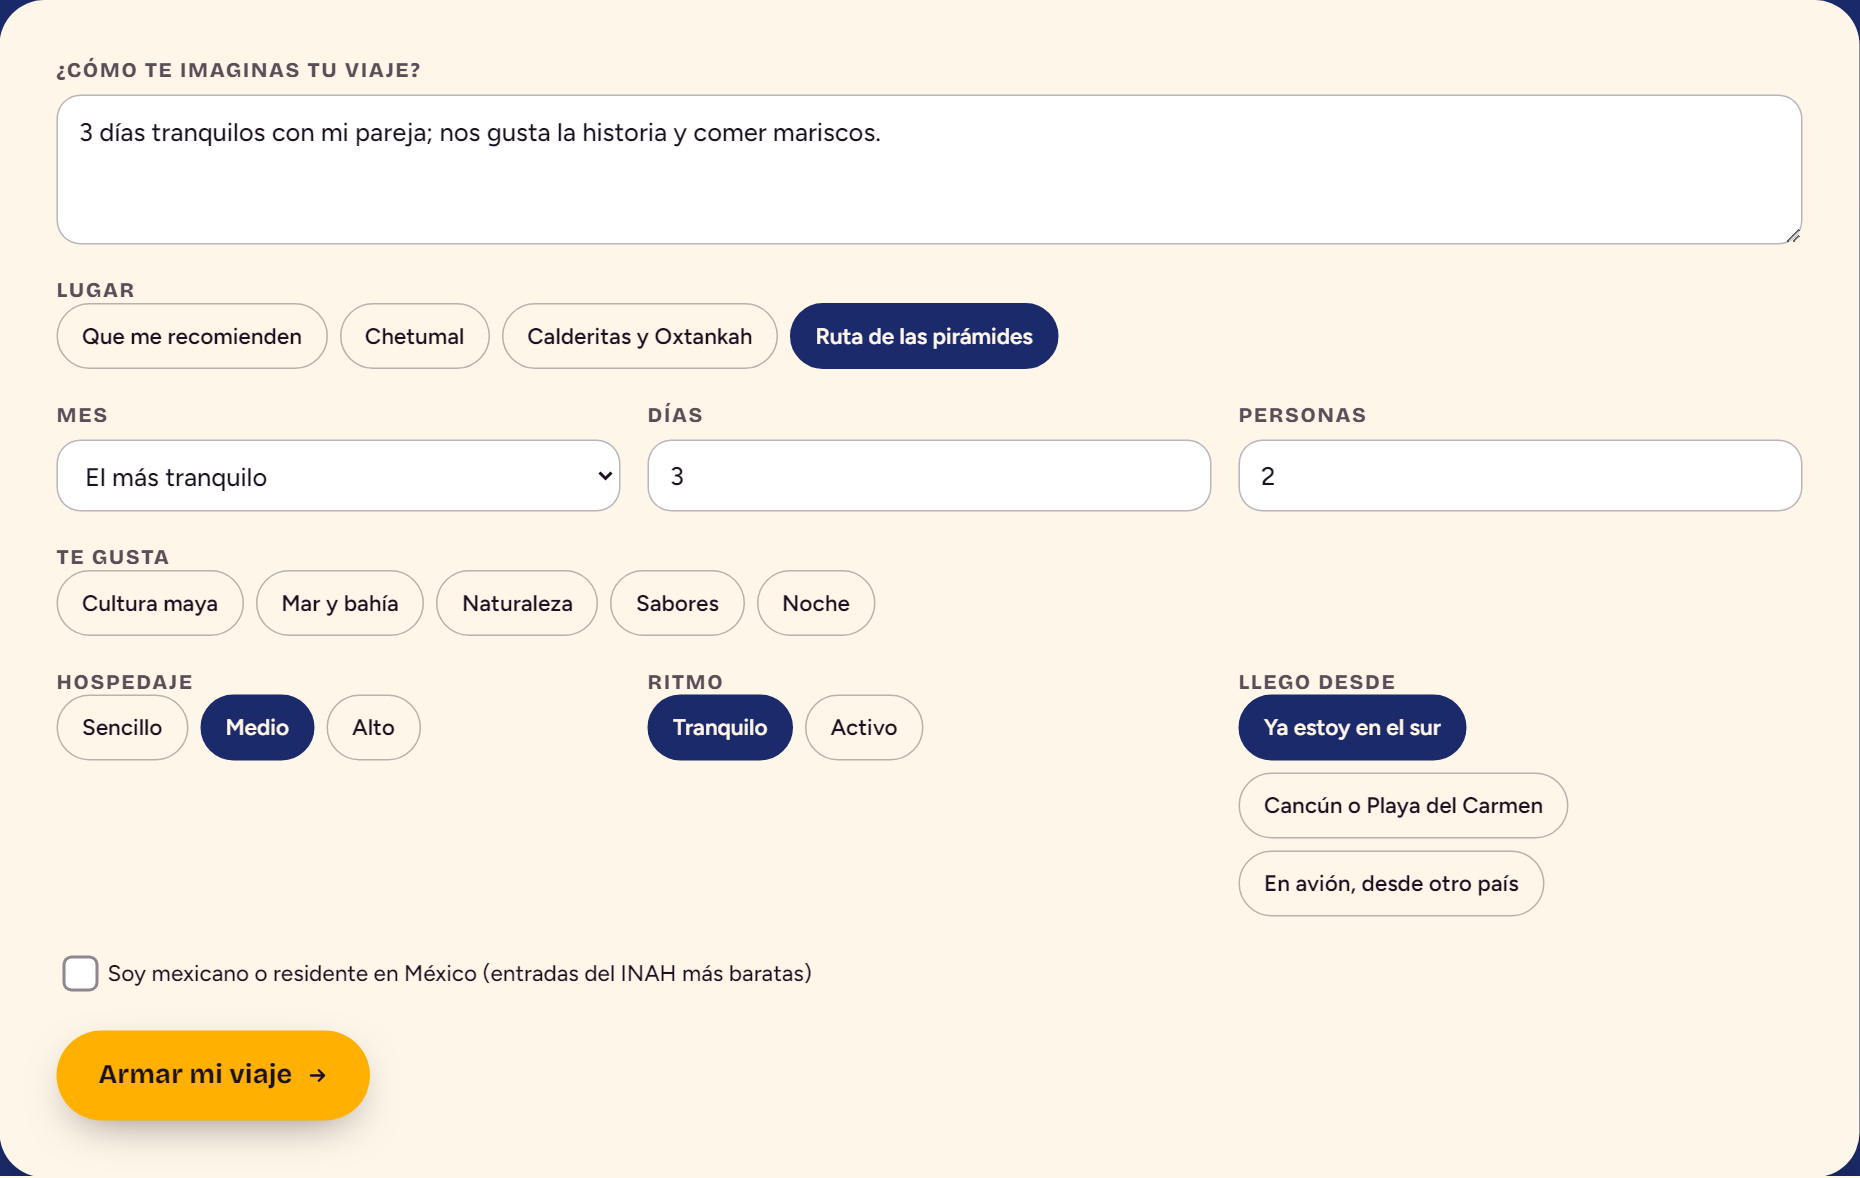 ¿CÓMO TE IMAGINAS TU VIAJE?
3 días tranquilos con mi pareja; nos gusta la historia y comer mariscos.
LUGAR
Que me recomienden Chetumal Calderitas y Oxtankah Ruta de las pirámides
MES DÍAS PERSONAS
El más tranquilo 3 2
TE GUSTA
Cultura maya Mar y bahía Naturaleza Sabores Noche
HOSPEDAJE RITMO LLEGO DESDE
Sencillo Medio Alto Tranquilo Activo Ya estoy en el sur
Cancún o Playa del Carmen
En avión, desde otro país
Soy mexicano o residente en México (entradas del INAH más baratas)
Armar mi viaje →